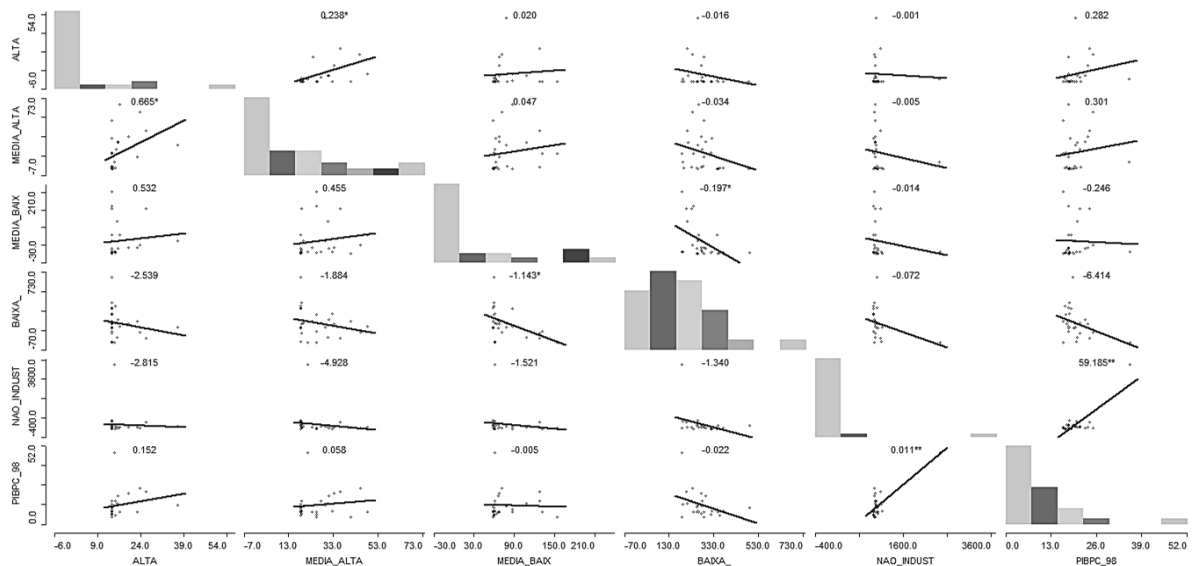 ALTA 54.0 -6.0 0.238* 0.020 -0.016 -0.001 0.282
MEDIA_ALTA 73.0 -7.0 0.665* 0.047 -0.034 -0.005 0.301
MEDIA_BAIX 210.0 -30.0 0.532 0.455 -0.197* -0.014 -0.246
BAIXA_ 730.0 -70.0 -2.539 -1.884 -1.143* -0.072 -6.414
NAO_INDUST 3600.0 -400.0 -2.815 -4.928 -1.521 -1.340 59.185**
PIBPC_98 52.0 0.0 0.152 0.058 -0.005 -0.022 0.011**
-6.0 9.0 24.0 39.0 54.0 -7.0 13.0 33.0 53.0 73.0 -30.0 30.0 90.0 150.0 210.0 -70.0 130.0 330.0 530.0 730.0 -400.0 1600.0 3600.0 0.0 13.0 26.0 39.0 52.0
ALTA MEDIA_ALTA MEDIA_BAIX BAIXA_ NAO_INDUST PIBPC_98